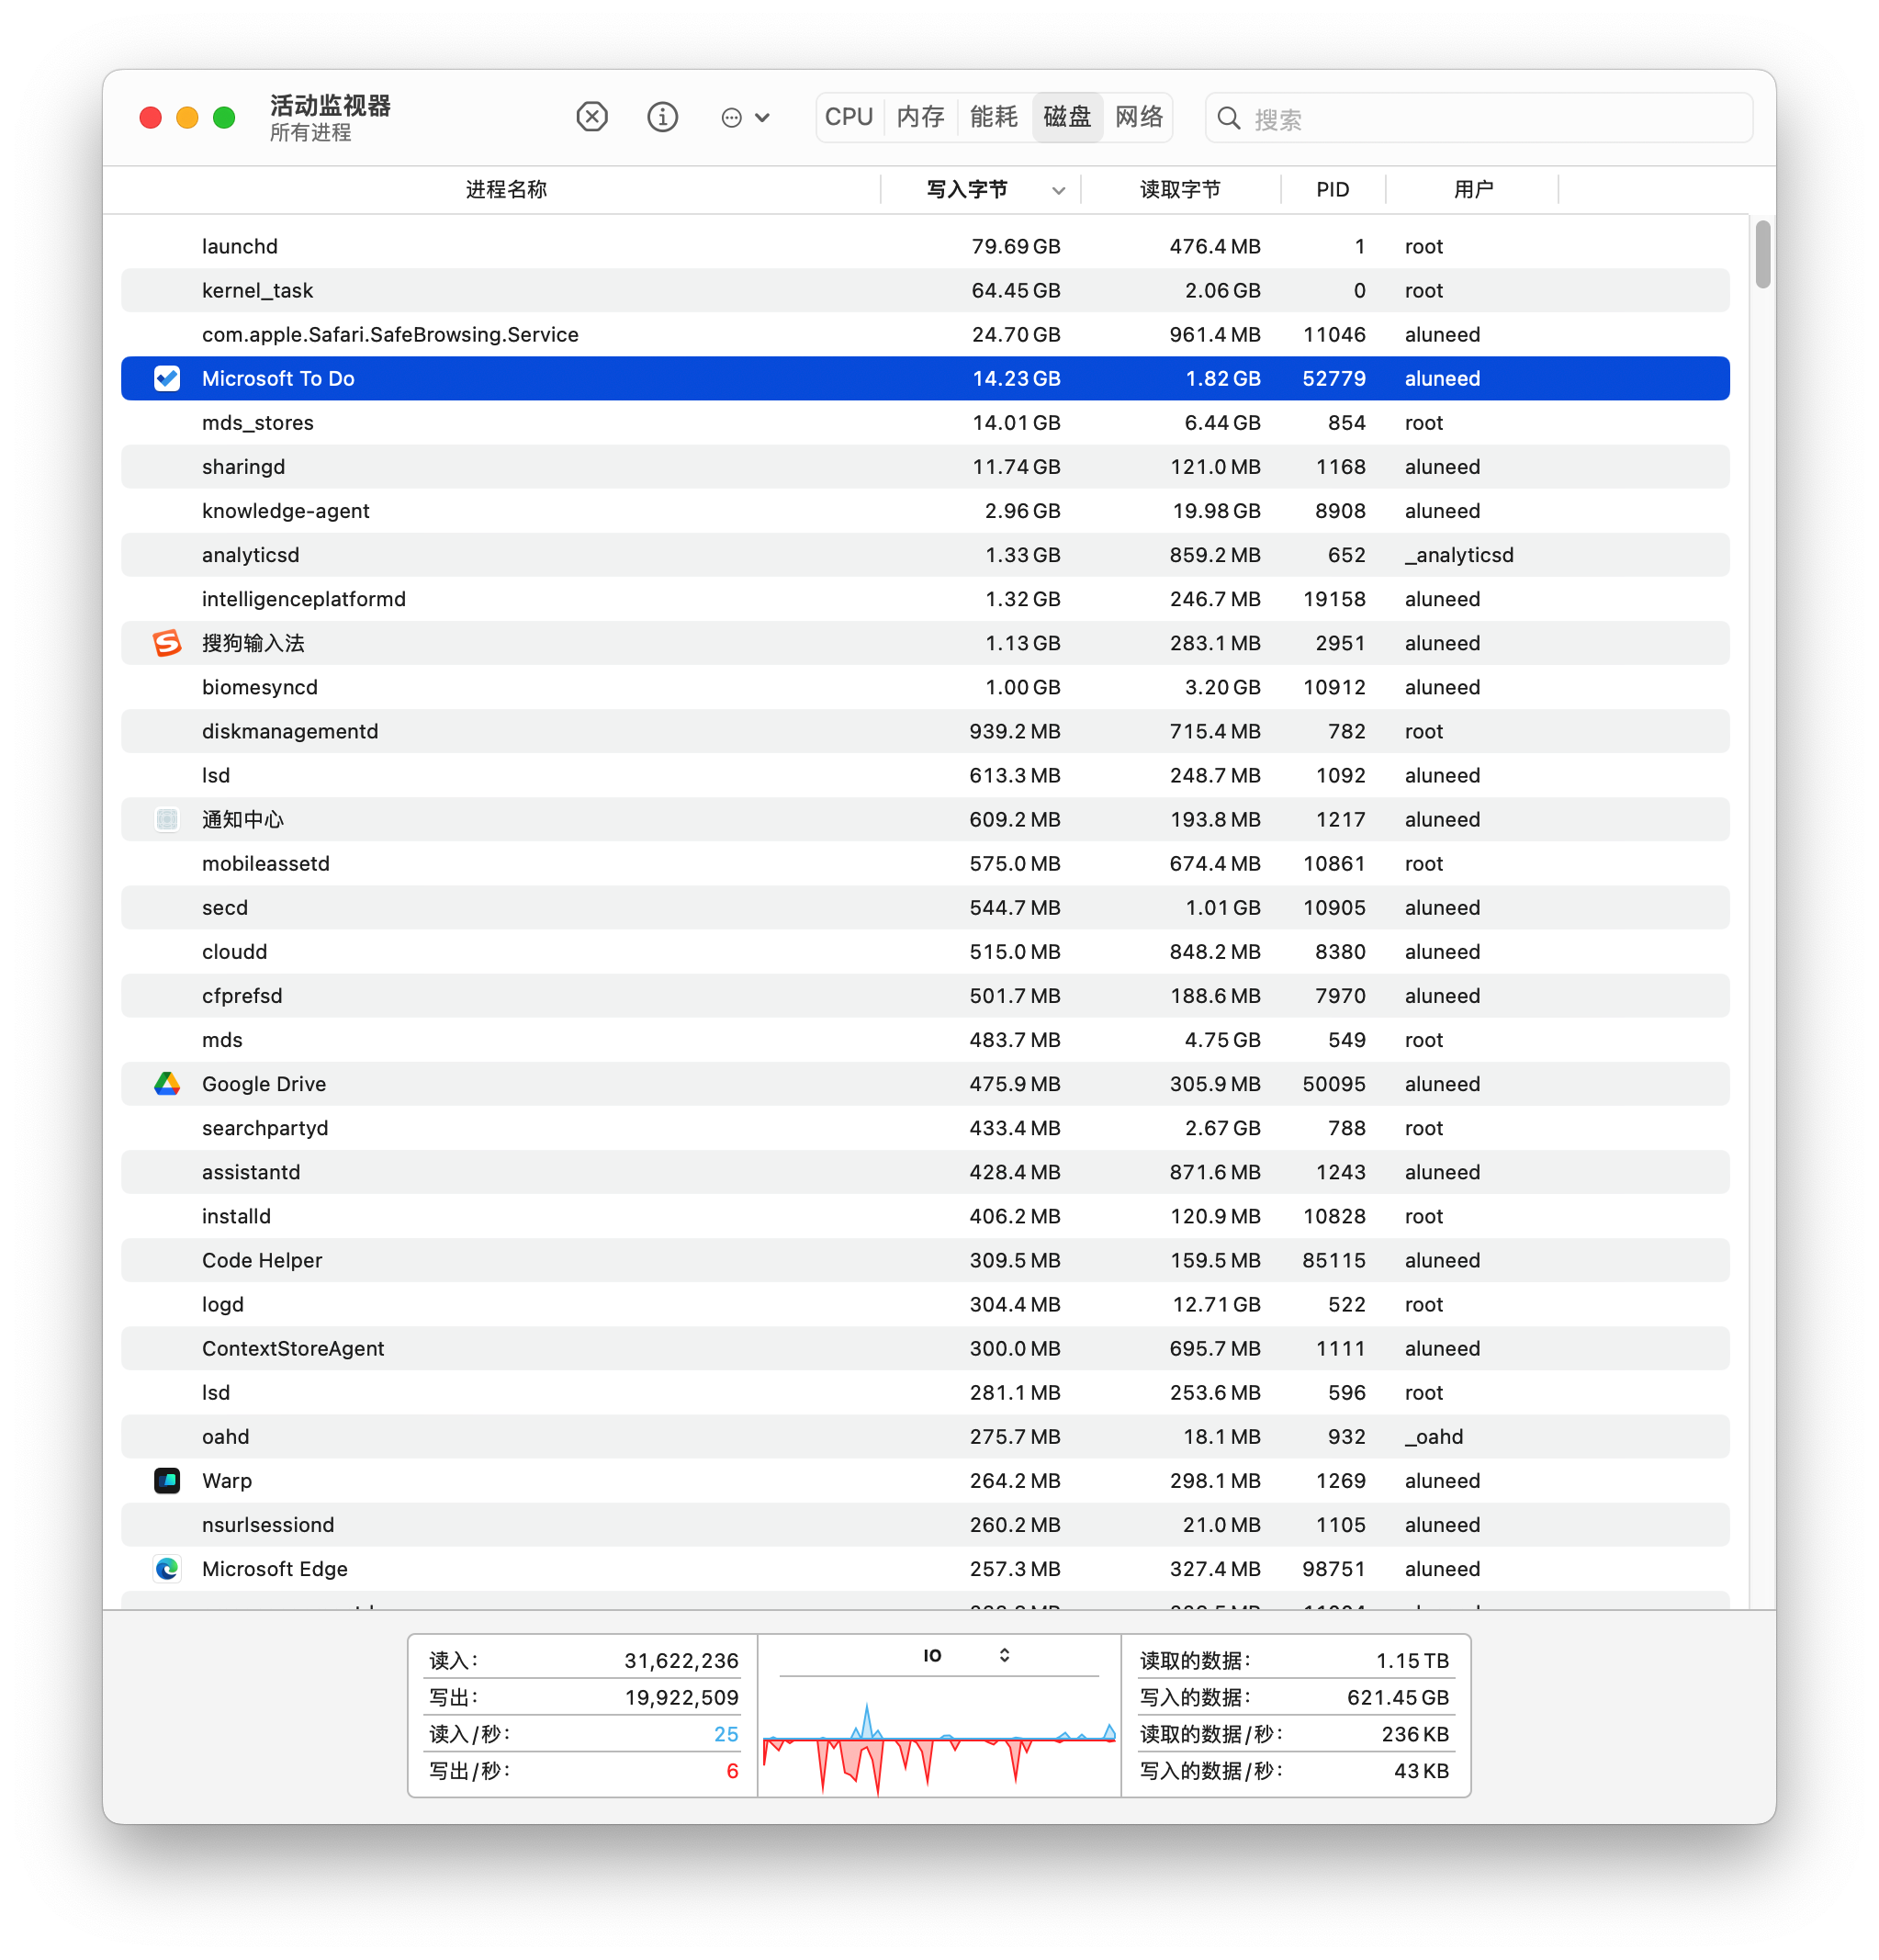 活动监视器
所有进程
CPU 内存 能耗 磁盘 网络 搜索
进程名称 写入字节 读取字节 PID 用户
launchd 79.69 GB 476.4 MB 1 root
kernel_task 64.45 GB 2.06 GB 0 root
com.apple.Safari.SafeBrowsing.Service 24.70 GB 961.4 MB 11046 aluneed
Microsoft To Do 14.23 GB 1.82 GB 52779 aluneed
mds_stores 14.01 GB 6.44 GB 854 root
sharingd 11.74 GB 121.0 MB 1168 aluneed
knowledge-agent 2.96 GB 19.98 GB 8908 aluneed
analyticsd 1.33 GB 859.2 MB 652 _analyticsd
intelligenceplatformd 1.32 GB 246.7 MB 19158 aluneed
搜狗输入法 1.13 GB 283.1 MB 2951 aluneed
biomesyncd 1.00 GB 3.20 GB 10912 aluneed
diskmanagementd 939.2 MB 715.4 MB 782 root
lsd 613.3 MB 248.7 MB 1092 aluneed
通知中心 609.2 MB 193.8 MB 1217 aluneed
mobileassetd 575.0 MB 674.4 MB 10861 root
secd 544.7 MB 1.01 GB 10905 aluneed
cloudd 515.0 MB 848.2 MB 8380 aluneed
cfprefsd 501.7 MB 188.6 MB 7970 aluneed
mds 483.7 MB 4.75 GB 549 root
Google Drive 475.9 MB 305.9 MB 50095 aluneed
searchpartyd 433.4 MB 2.67 GB 788 root
assistantd 428.4 MB 871.6 MB 1243 aluneed
installd 406.2 MB 120.9 MB 10828 root
Code Helper 309.5 MB 159.5 MB 85115 aluneed
logd 304.4 MB 12.71 GB 522 root
ContextStoreAgent 300.0 MB 695.7 MB 1111 aluneed
lsd 281.1 MB 253.6 MB 596 root
oahd 275.7 MB 18.1 MB 932 _oahd
Warp 264.2 MB 298.1 MB 1269 aluneed
nsurlsessiond 260.2 MB 21.0 MB 1105 aluneed
Microsoft Edge 257.3 MB 327.4 MB 98751 aluneed
读入： 31,622,236
写出： 19,922,509
读入/秒： 25
写出/秒： 6
IO
读取的数据： 1.15 TB
写入的数据： 621.45 GB
读取的数据/秒： 236 KB
写入的数据/秒： 43 KB